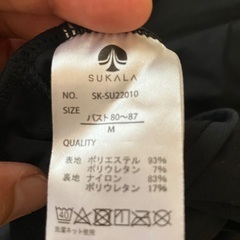 SUKALA
NO. SK-SU22010
SIZE バスト80〜87
M
QUALITY
表地 ポリエステル 93%
ポリウレタン 7%
裏地 ナイロン 83%
ポリウレタン 17%
40
洗濯ネット使用